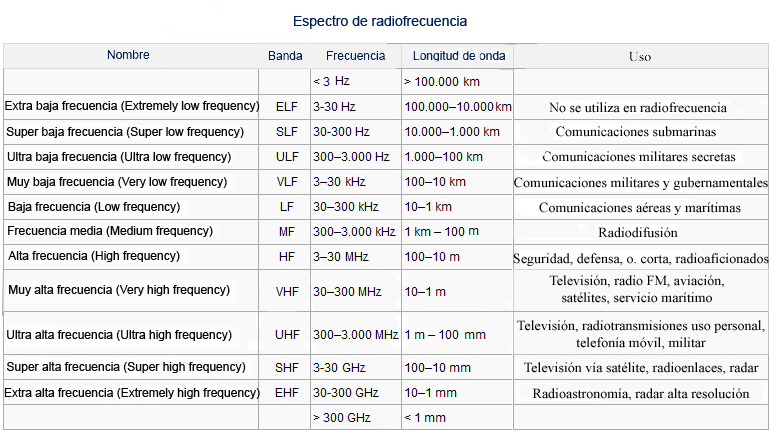 Espectro de radiofrecuencia
Nombre Banda Frecuencia Longitud de onda Uso
< 3 Hz > 100.000 km
Extra baja frecuencia (Extremely low frequency) ELF 3-30 Hz 100.000–10.000 km No se utiliza en radiofrecuencia
Super baja frecuencia (Super low frequency) SLF 30-300 Hz 10.000–1.000 km Comunicaciones submarinas
Ultra baja frecuencia (Ultra low frequency) ULF 300–3.000 Hz 1.000–100 km Comunicaciones militares secretas
Muy baja frecuencia (Very low frequency) VLF 3–30 kHz 100–10 km Comunicaciones militares y gubernamentales
Baja frecuencia (Low frequency) LF 30–300 kHz 10–1 km Comunicaciones aéreas y marítimas
Frecuencia media (Medium frequency) MF 300–3.000 kHz 1 km – 100 m Radiodifusión
Alta frecuencia (High frequency) HF 3–30 MHz 100–10 m Seguridad, defensa, o. corta, radioaficionados
Muy alta frecuencia (Very high frequency) VHF 30–300 MHz 10–1 m Televisión, radio FM, aviación,
satélites, servicio marítimo
Ultra alta frecuencia (Ultra high frequency) UHF 300–3.000 MHz 1 m – 100 mm Televisión, radiotransmisiones uso personal,
telefonía móvil, militar
Super alta frecuencia (Super high frequency) SHF 3-30 GHz 100–10 mm Televisión vía satélite, radioenlaces, radar
Extra alta frecuencia (Extremely high frequency) EHF 30-300 GHz 10–1 mm Radioastronomía, radar alta resolución
> 300 GHz < 1 mm